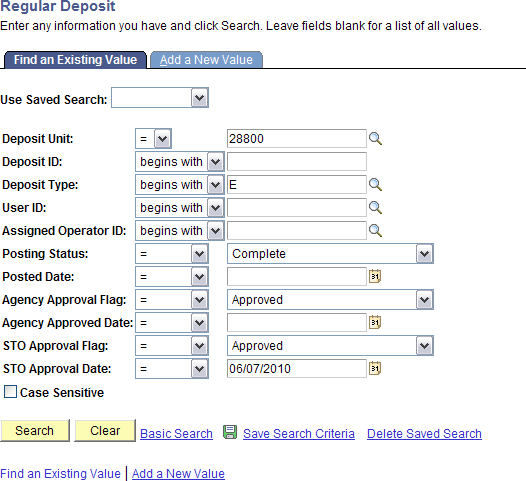 Regular Deposit
Enter any information you have and click Search. Leave fields blank for a list of all values.
Find an Existing Value Add a New Value
Use Saved Search:
Deposit Unit: = 28800
Deposit ID: begins with
Deposit Type: begins with E
User ID: begins with
Assigned Operator ID: begins with
Posting Status: = Complete
Posted Date: = 31
Agency Approval Flag: = Approved
Agency Approved Date: = 31
STO Approval Flag: = Approved
STO Approval Date: = 06/07/2010 31
Case Sensitive
Search Clear Basic Search Save Search Criteria Delete Saved Search
Find an Existing Value | Add a New Value